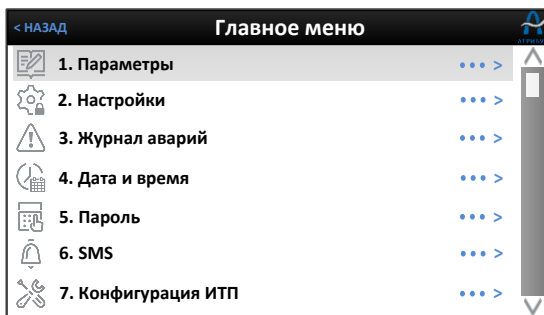 < НАЗАД Главное меню
1. Параметры ••• >
2. Настройки ••• >
3. Журнал аварий ••• >
4. Дата и время ••• >
5. Пароль ••• >
6. SMS ••• >
7. Конфигурация ИТП ••• >